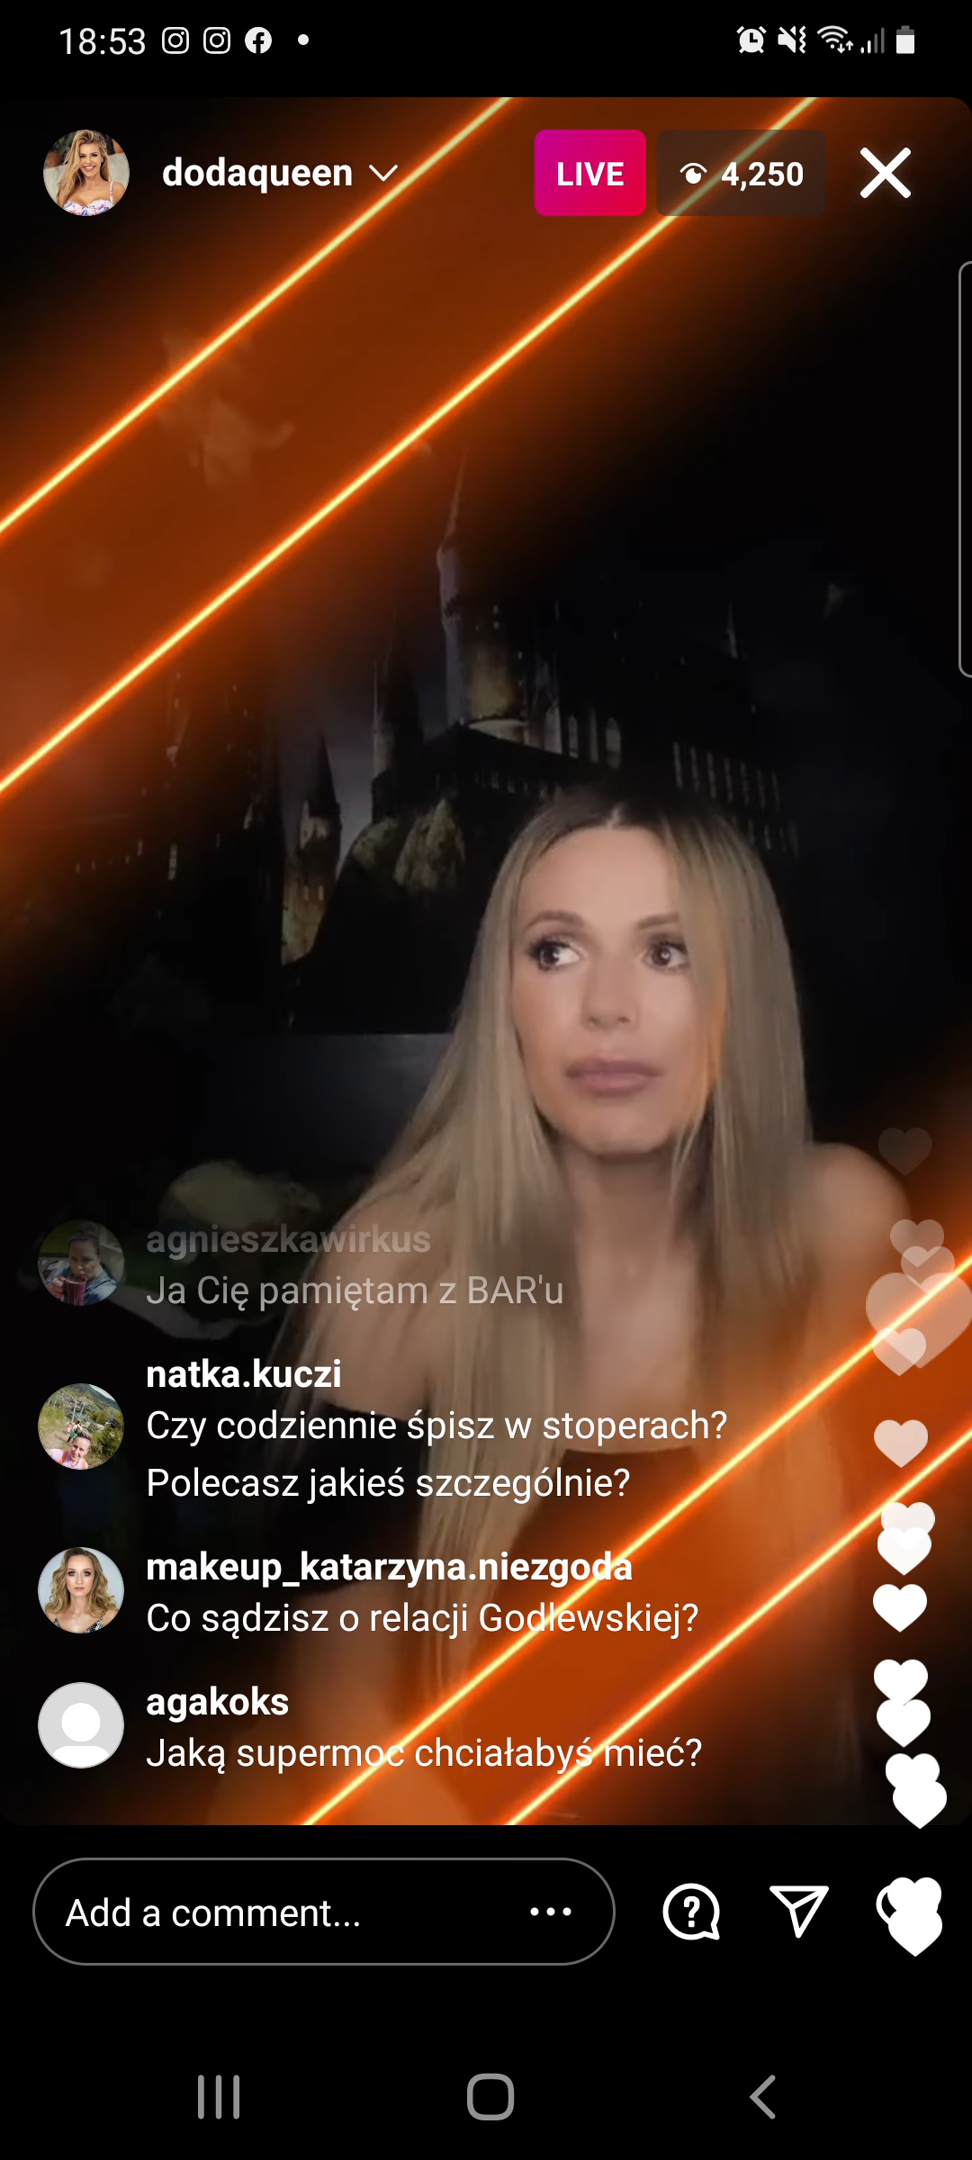 18:53
dodaqueen
LIVE
4,250
agnieszkawirkus
Ja Cię pamiętam z BAR'u
natka.kuczi
Czy codziennie śpisz w stoperach?
Polecasz jakieś szczególnie?
makeup_katarzyna.niezgoda
Co sądzisz o relacji Godlewskiej?
agakoks
Jaką supermoc chciałabyś mieć?
Add a comment...